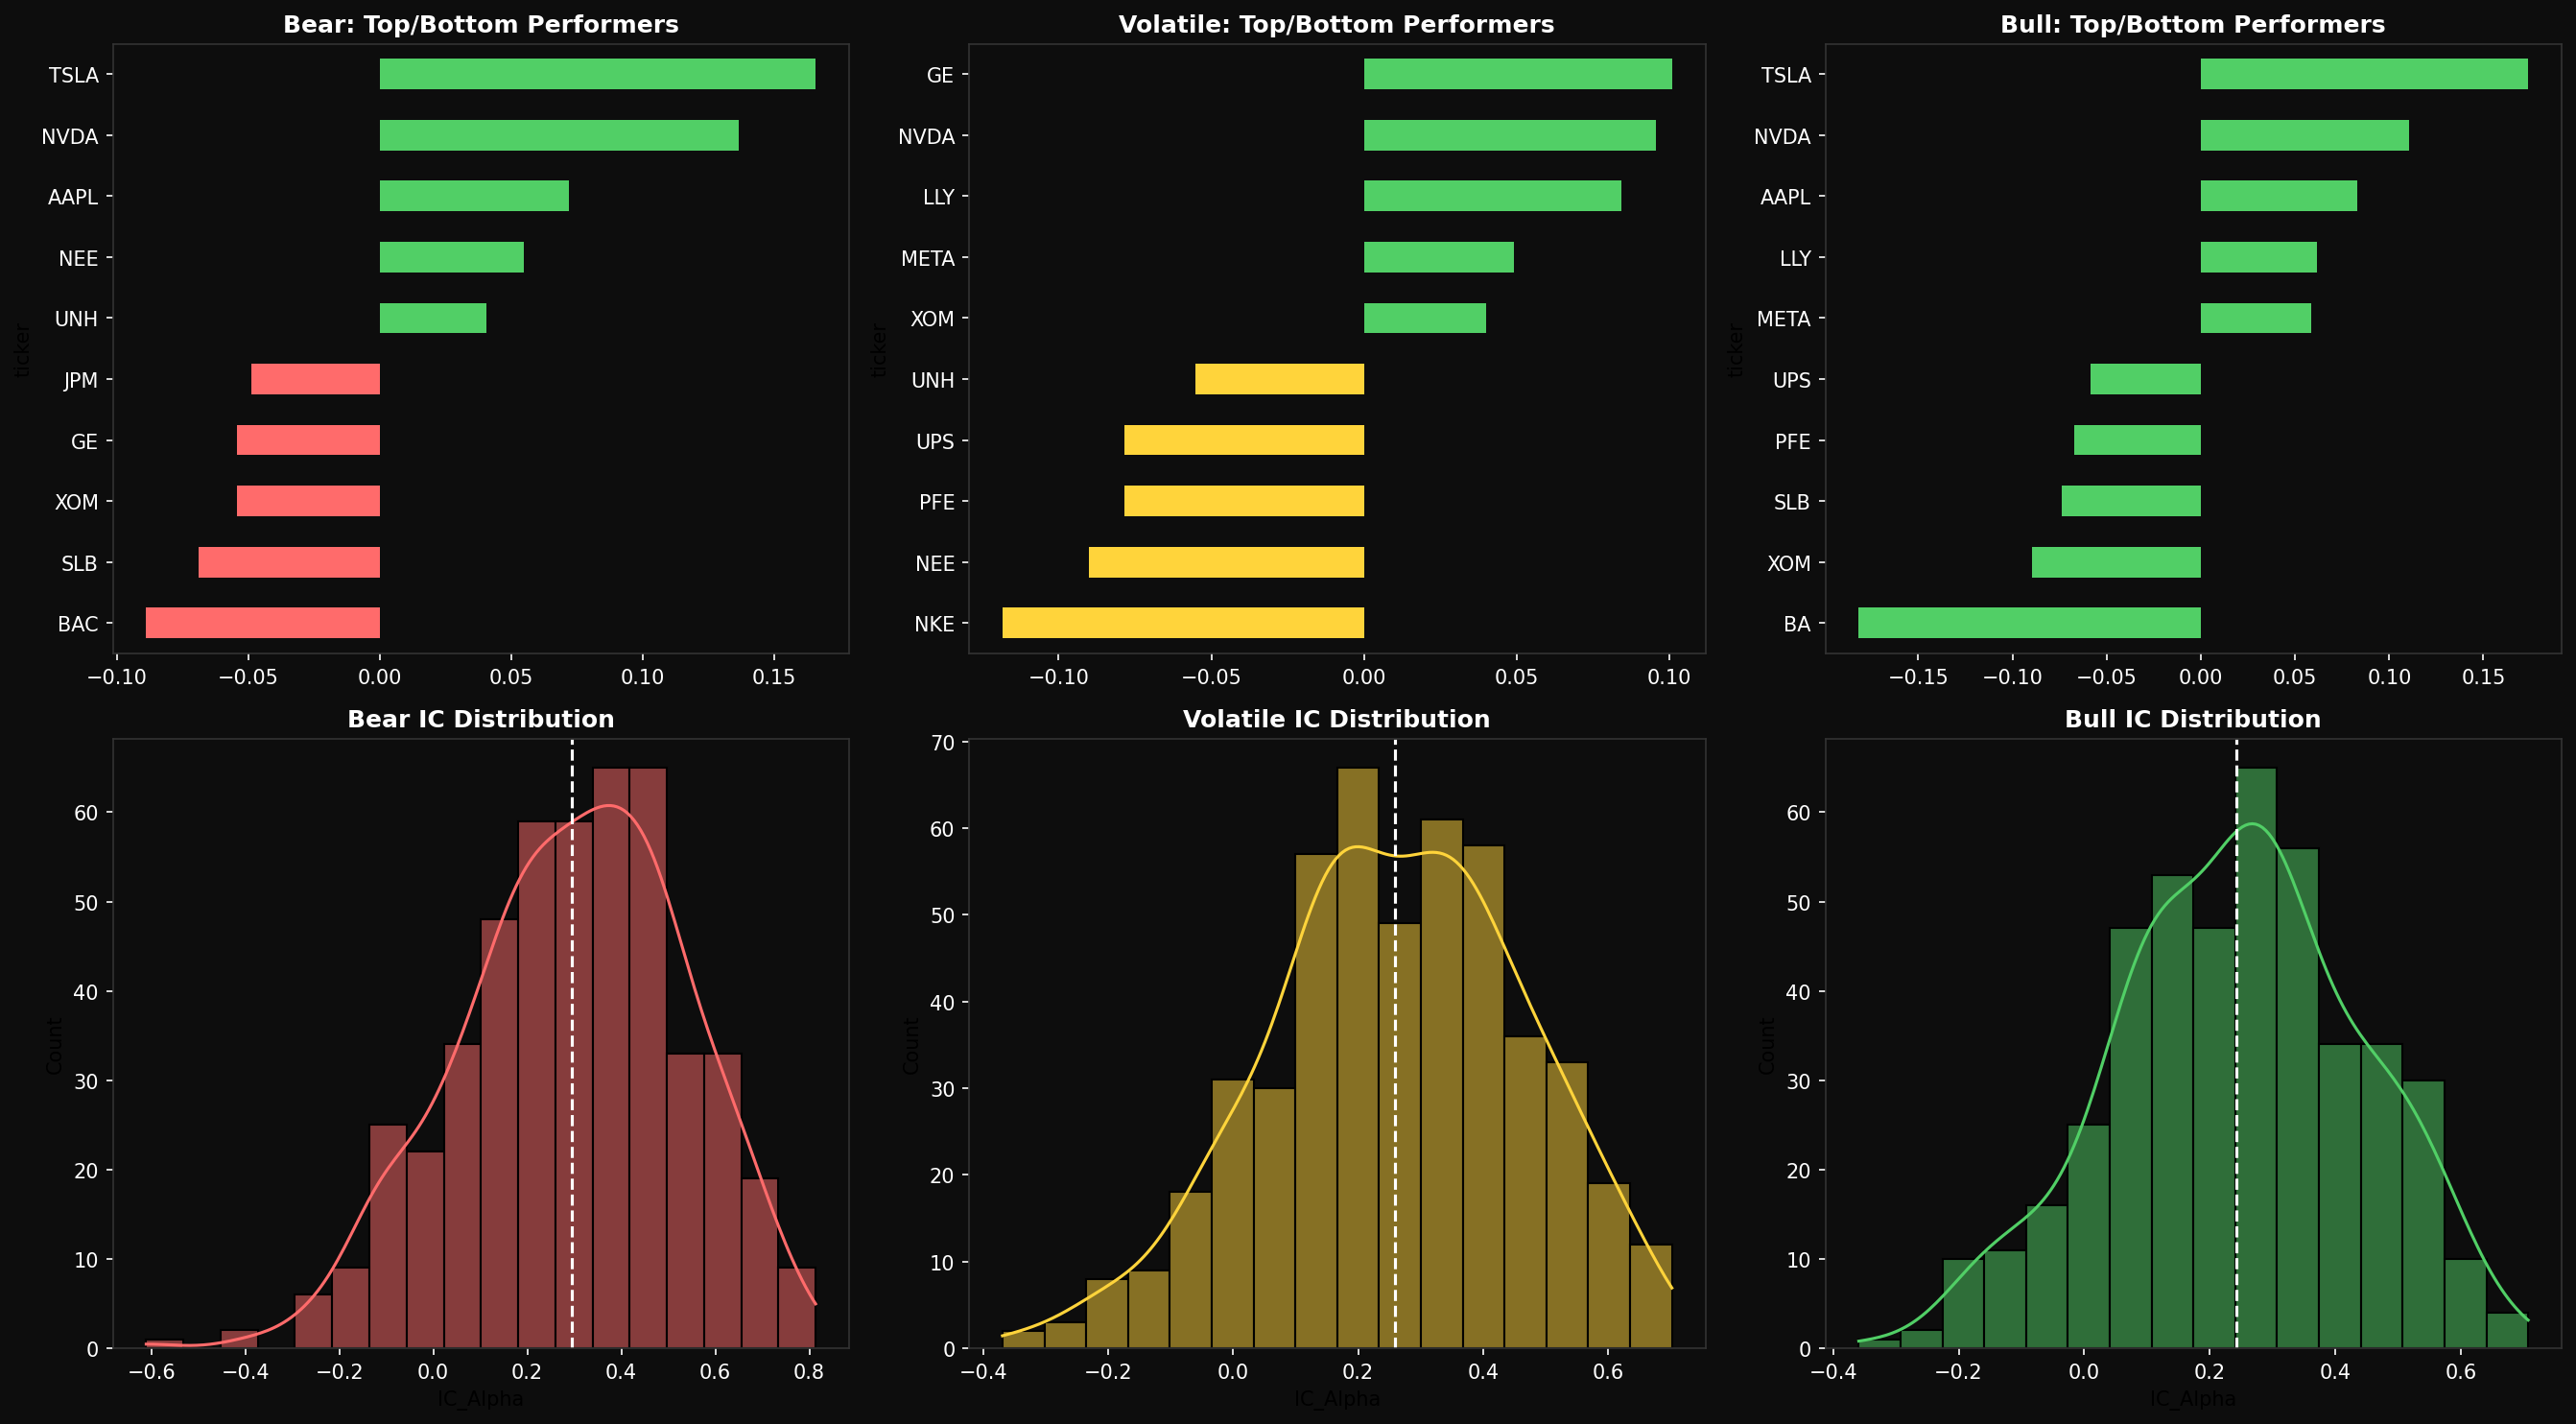 Bear: Top/Bottom Performers
TSLA
NVDA
AAPL
NEE
UNH
JPM
GE
XOM
SLB
BAC
ticker
−0.10 −0.05 0.00 0.05 0.10 0.15
Volatile: Top/Bottom Performers
GE
NVDA
LLY
META
XOM
UNH
UPS
PFE
NEE
NKE
ticker
−0.10 −0.05 0.00 0.05 0.10
Bull: Top/Bottom Performers
TSLA
NVDA
AAPL
LLY
META
UPS
PFE
SLB
XOM
BA
ticker
−0.15 −0.10 −0.05 0.00 0.05 0.10 0.15
Bear IC Distribution
60
50
40
30
20
10
0
Count
−0.6 −0.4 −0.2 0.0 0.2 0.4 0.6 0.8
IC_Alpha
Volatile IC Distribution
70
60
50
40
30
20
10
0
Count
−0.4 −0.2 0.0 0.2 0.4 0.6
IC_Alpha
Bull IC Distribution
60
50
40
30
20
10
0
Count
−0.4 −0.2 0.0 0.2 0.4 0.6
IC_Alpha